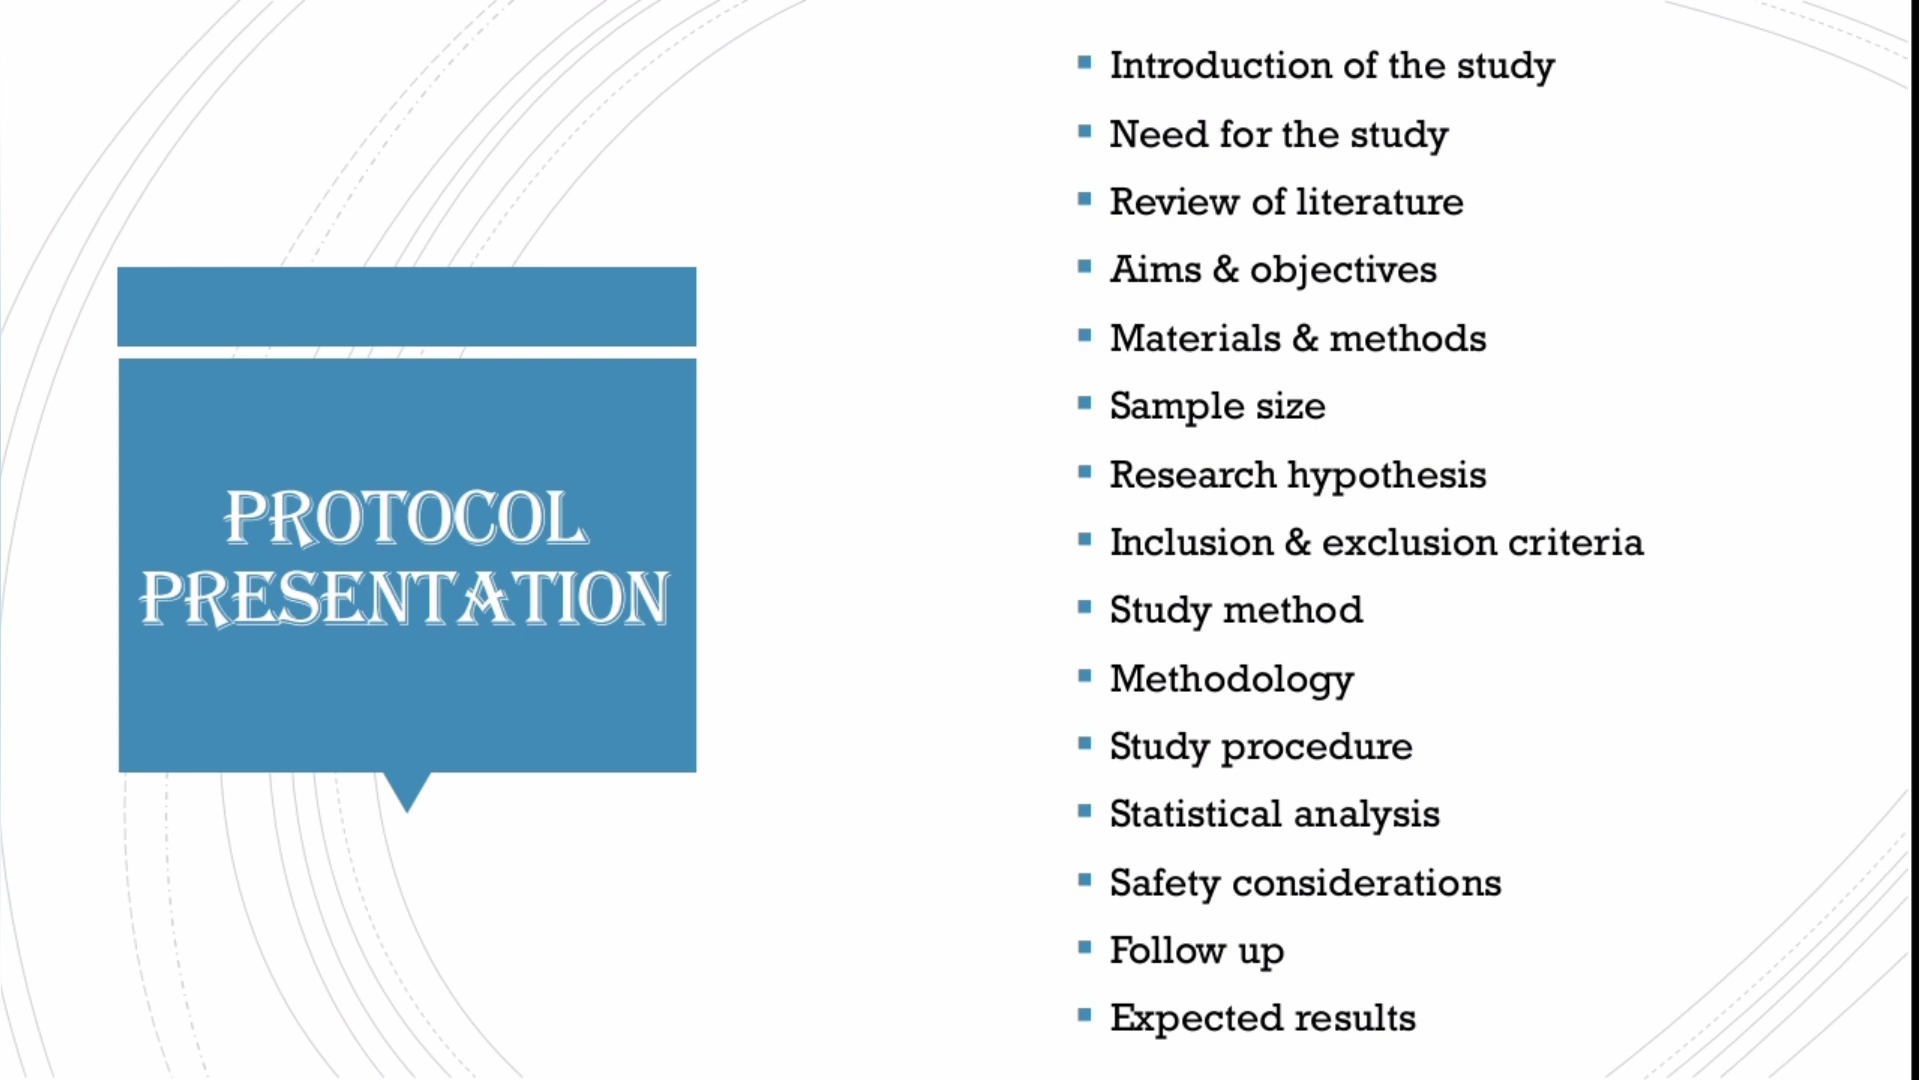 PROTOCOL
PRESENTATION
Introduction of the study
Need for the study
Review of literature
Aims & objectives
Materials & methods
Sample size
Research hypothesis
Inclusion & exclusion criteria
Study method
Methodology
Study procedure
Statistical analysis
Safety considerations
Follow up
Expected results